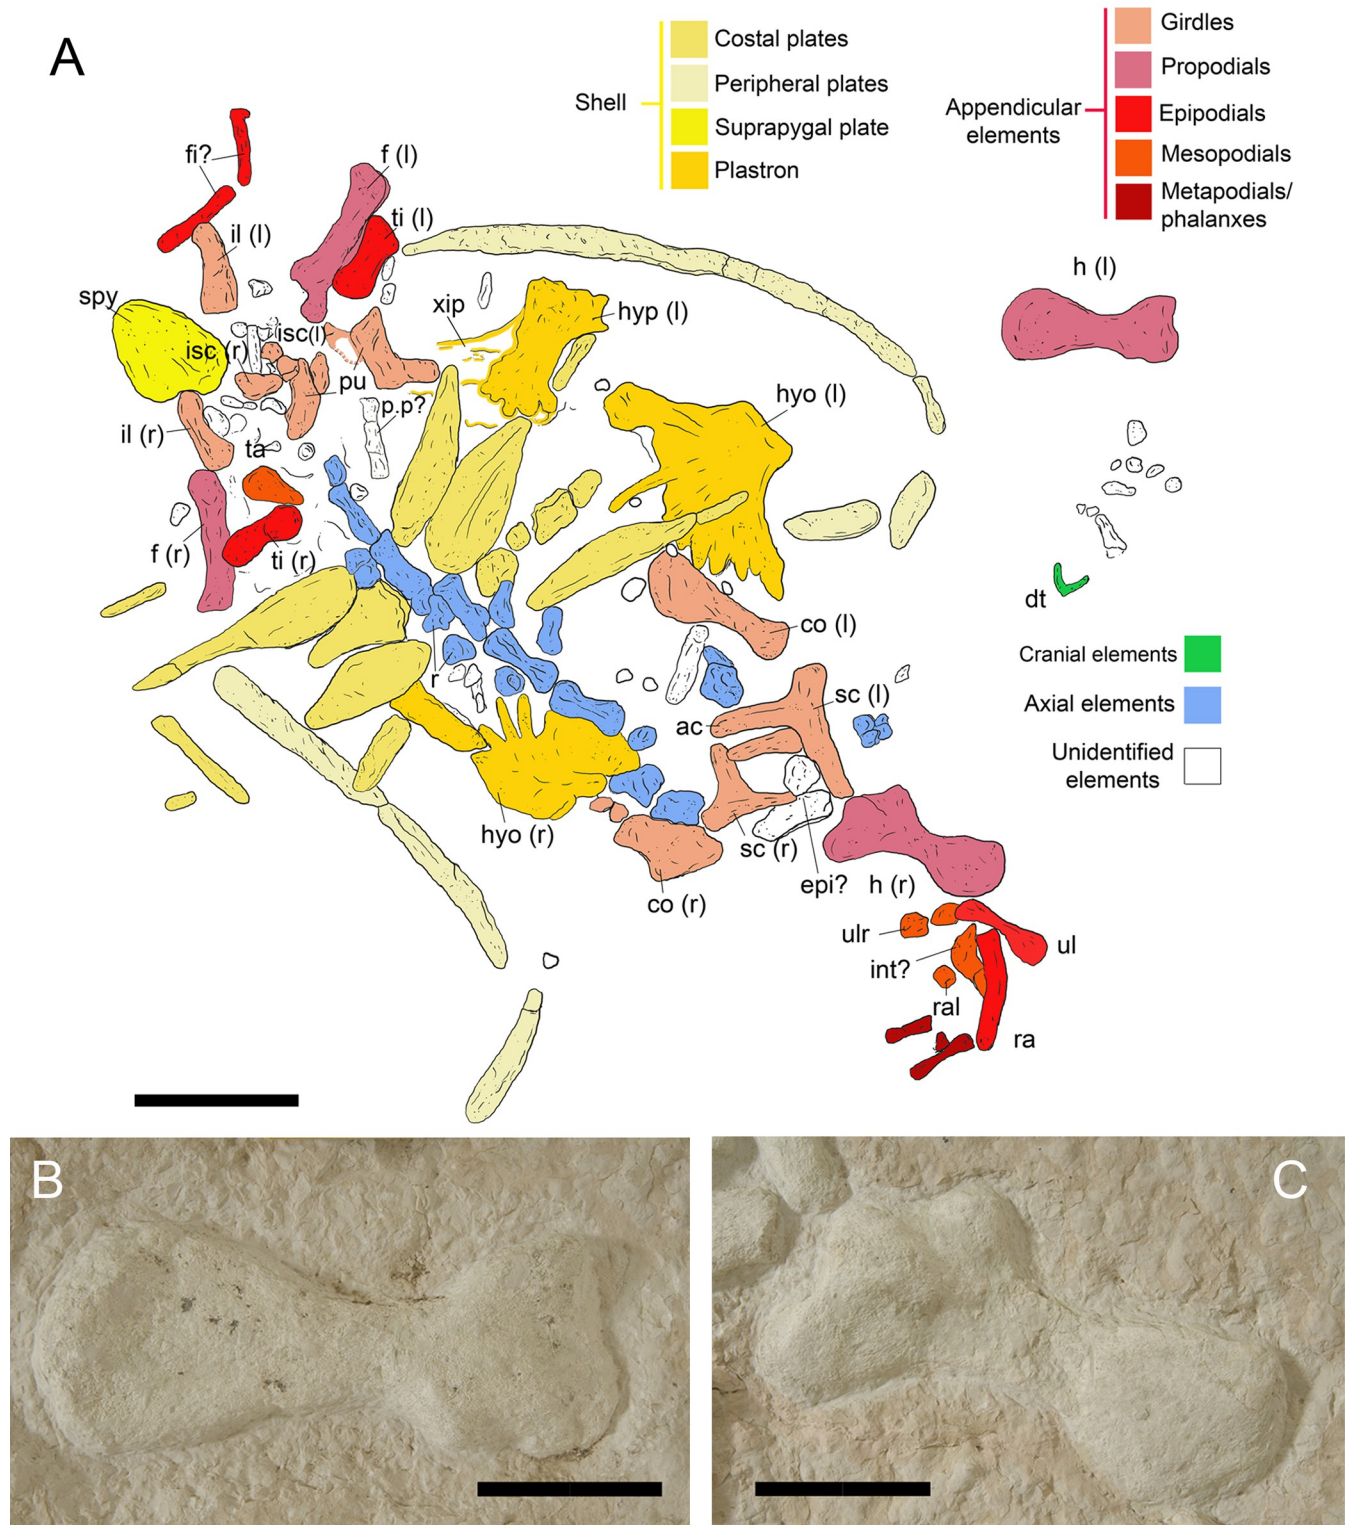 A
Shell
Costal plates
Peripheral plates
Suprapygal plate
Plastron
Appendicular
elements
Girdles
Propodials
Epipodials
Mesopodials
Metapodials/
phalanxes
fi?
f (l)
ti (l)
il (l)
h (l)
spy
isc (r)
isc(l)
xip
hyp (l)
pu
p.p?
hyo (l)
il (r)
ta
f (r)
ti (r)
dt
co (l)
Cranial elements
r
sc (l)
Axial elements
ac
Unidentified
elements
hyo (r)
sc (r)
epi?
h (r)
co (r)
ulr
ul
int?
ral
ra
B
C